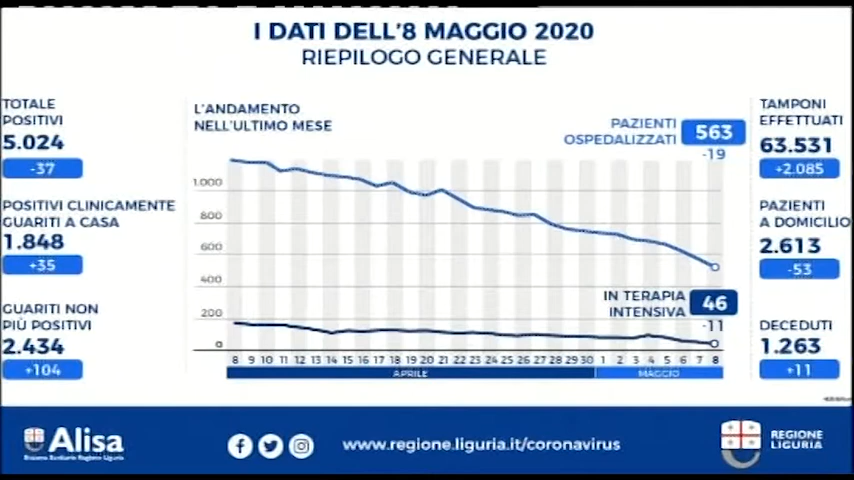 I DATI DELL'8 MAGGIO 2020
RIEPILOGO GENERALE
TOTALE
POSITIVI
5.024
-37
POSITIVI CLINICAMENTE
GUARITI A CASA
1.848
+35
GUARITI NON
PIÙ POSITIVI
2.434
+104
L'ANDAMENTO
NELL'ULTIMO MESE
PAZIENTI
OSPEDALIZZATI
563
-19
1.000
800
600
400
200
0
IN TERAPIA
INTENSIVA
46
-11
8 9 10 11 12 13 14 15 16 17 18 19 20 21 22 23 24 25 26 27 28 29 30 1 2 3 4 5 6 7 8
APRILE MAGGIO
TAMPONI
EFFETTUATI
63.531
+2.085
PAZIENTI
A DOMICILIO
2.613
-53
DECEDUTI
1.263
+11
Alisa
Sistema Sanitario Regione Liguria
www.regione.liguria.it/coronavirus
REGIONE
LIGURIA